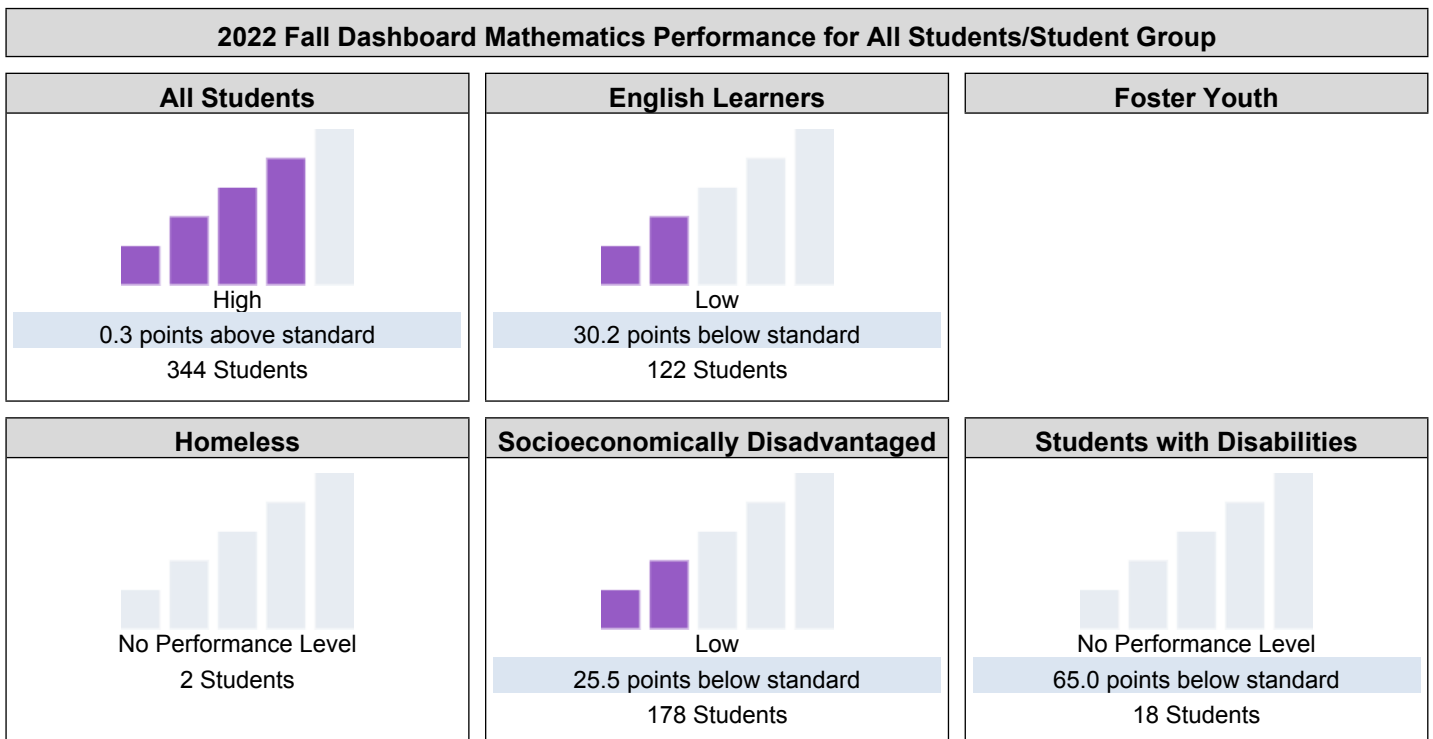 2022 Fall Dashboard Mathematics Performance for All Students/Student Group
All Students
High
0.3 points above standard
344 Students
English Learners
Low
30.2 points below standard
122 Students
Foster Youth
Homeless
No Performance Level
2 Students
Socioeconomically Disadvantaged
Low
25.5 points below standard
178 Students
Students with Disabilities
No Performance Level
65.0 points below standard
18 Students